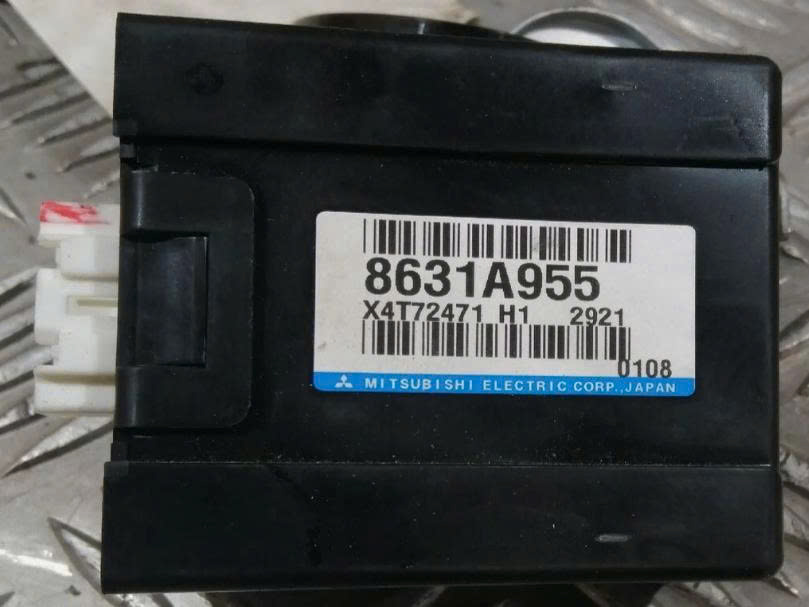 8631A955
X4T72471 H1 2921
0108
MITSUBISHI ELECTRIC CORP.,JAPAN